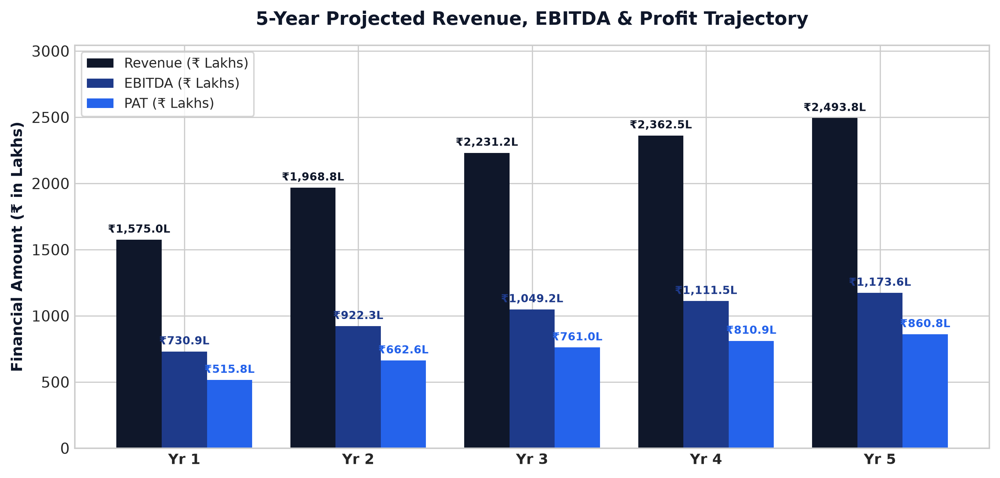 5-Year Projected Revenue, EBITDA & Profit Trajectory
Financial Amount (₹ in Lakhs)
3000
2500
2000
1500
1000
500
0
Revenue (₹ Lakhs)
EBITDA (₹ Lakhs)
PAT (₹ Lakhs)
₹1,575.0L
₹730.9L
₹515.8L
₹1,968.8L
₹922.3L
₹662.6L
₹2,231.2L
₹1,049.2L
₹761.0L
₹2,362.5L
₹1,111.5L
₹810.9L
₹2,493.8L
₹1,173.6L
₹860.8L
Yr 1
Yr 2
Yr 3
Yr 4
Yr 5